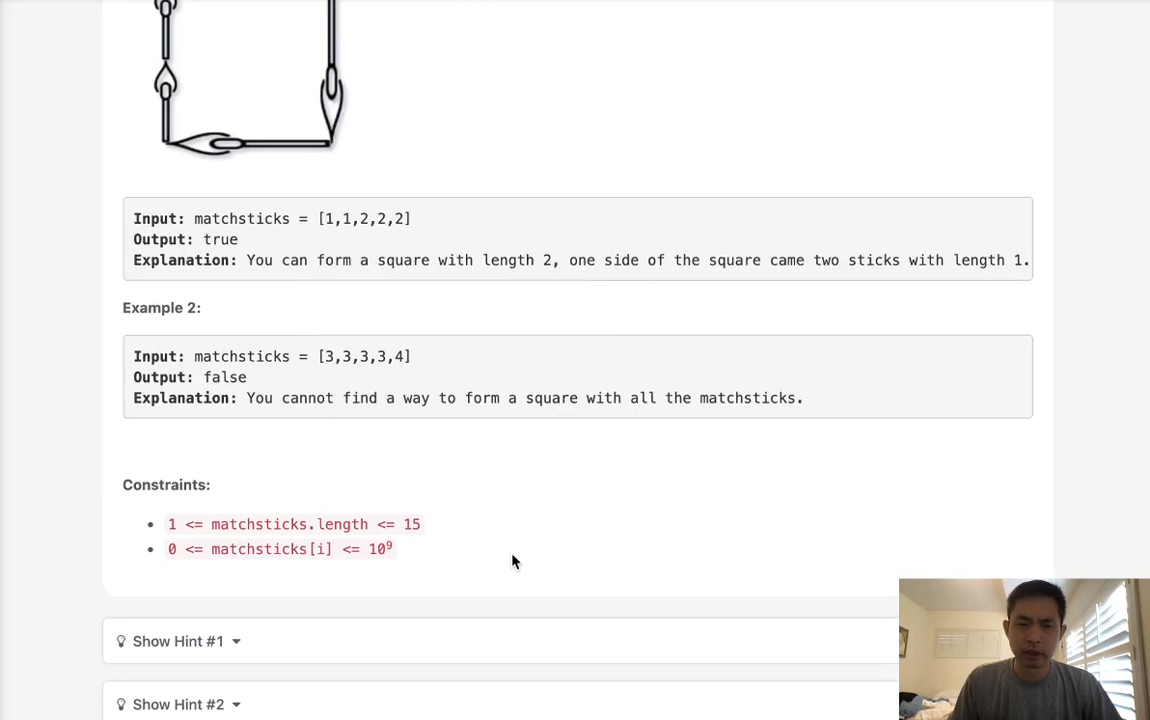 Input: matchsticks = [1,1,2,2,2]
Output: true
Explanation: You can form a square with length 2, one side of the square came two sticks with length 1.
Example 2:
Input: matchsticks = [3,3,3,3,4]
Output: false
Explanation: You cannot find a way to form a square with all the matchsticks.
Constraints:
• 1 <= matchsticks.length <= 15
• 0 <= matchsticks[i] <= 10⁹
Show Hint #1
Show Hint #2